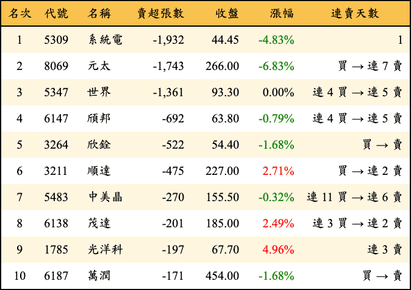 名次 代號 名稱 賣超張數 收盤 漲幅 連賣天數
1 5309 系統電 -1,932 44.45 -4.83% 1
2 8069 元太 -1,743 266.00 -6.83% 買→連 7 賣
3 5347 世界 -1,361 93.30 0.00% 連 4 買→連 5 賣
4 6147 頎邦 -692 63.80 -0.79% 連 4 買→連 5 賣
5 3264 欣銓 -522 54.40 -1.68% 買→賣
6 3211 順達 -475 227.00 2.71% 買→連 2 賣
7 5483 中美晶 -270 155.50 -0.32% 連 11 買→連 6 賣
8 6138 茂達 -201 185.00 2.49% 連 3 買→連 2 賣
9 1785 光洋科 -197 67.70 4.96% 連 3 賣
10 6187 萬潤 -171 454.00 -1.68% 買→賣